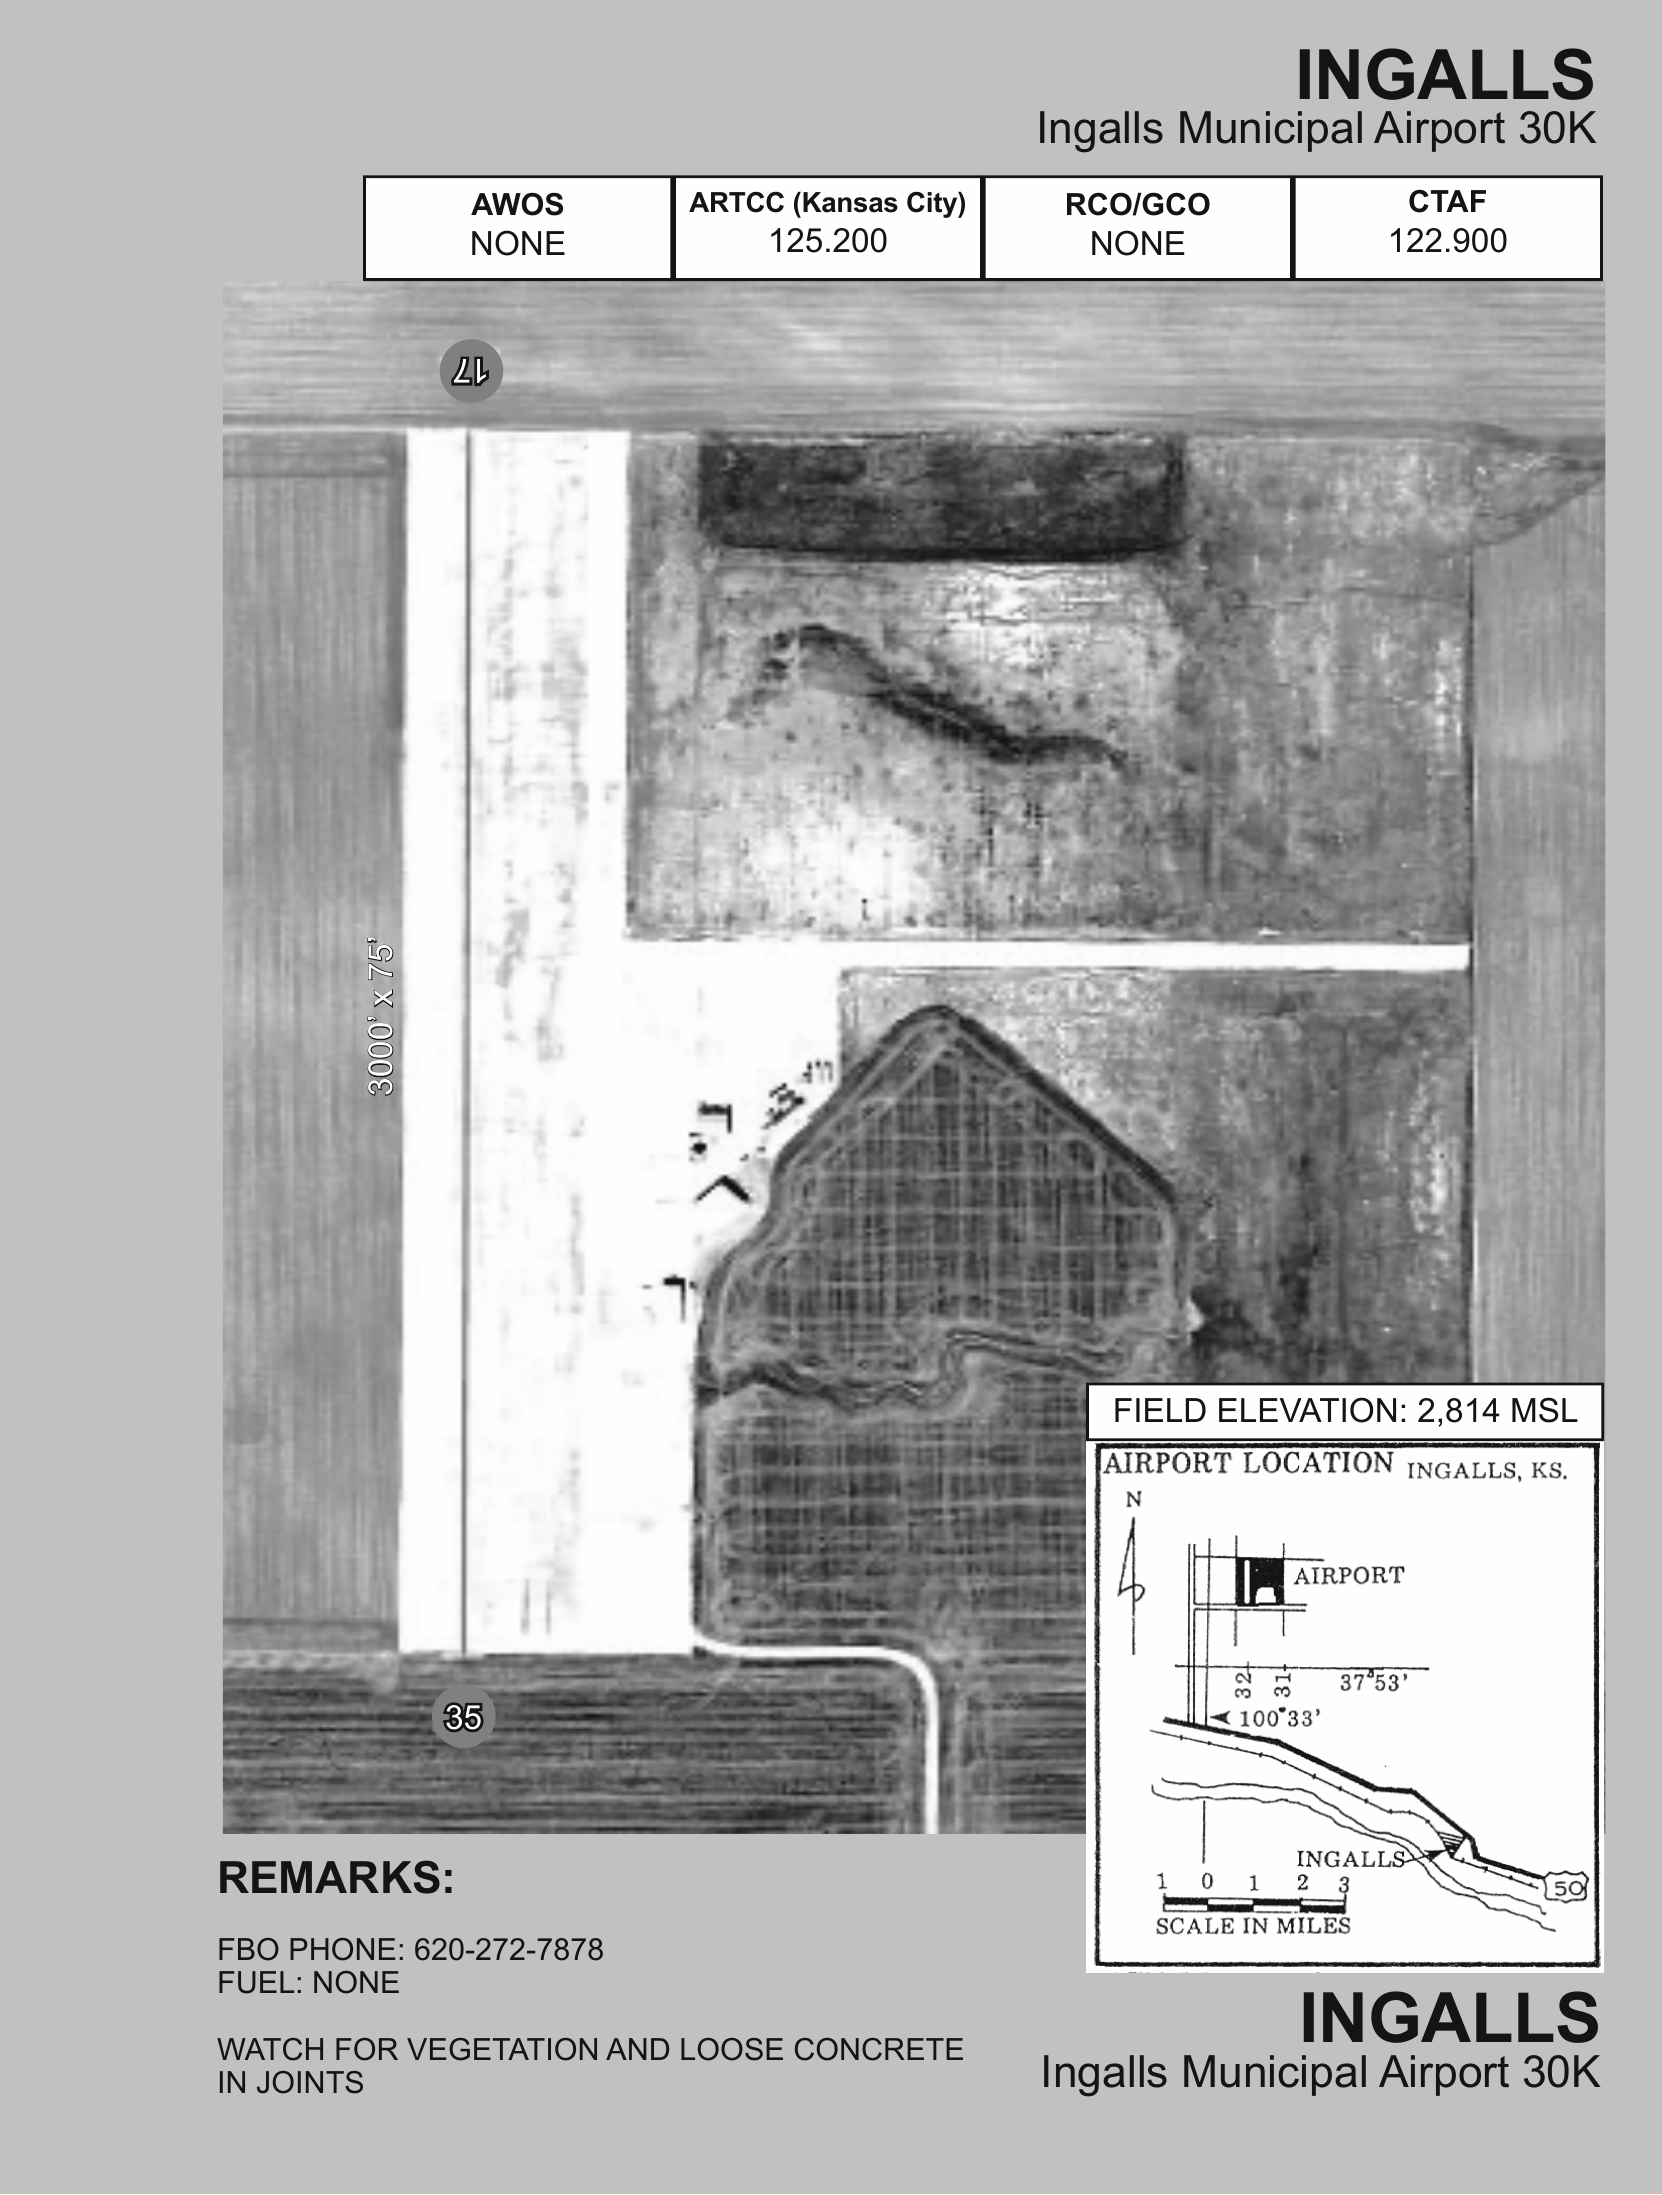 INGALLS
Ingalls Municipal Airport 30K
AWOS
NONE
ARTCC (Kansas City)
125.200
RCO/GCO
NONE
CTAF
122.900
17
3000' x 75'
35
FIELD ELEVATION: 2,814 MSL
AIRPORT LOCATION INGALLS, KS.
N
AIRPORT
32
31
37°53'
100°33'
INGALLS
50
1 0 1 2 3
SCALE IN MILES
REMARKS:
FBO PHONE: 620-272-7878
FUEL: NONE
WATCH FOR VEGETATION AND LOOSE CONCRETE
IN JOINTS
INGALLS
Ingalls Municipal Airport 30K